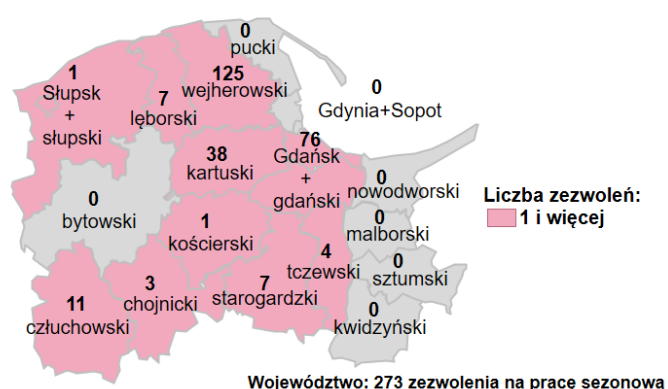 0
pucki
1
Słupsk
+
słupski
7
lęborski
125
wejherowski
0
Gdynia+Sopot
76
Gdańsk
+
gdański
38
kartuski
0
nowodworski
0
bytowski
1
kościerski
0
malborski
4
tczewski
0
sztumski
11
człuchowski
3
chojnicki
7
starogardzki
0
kwidzyński
Liczba zezwoleń:
1 i więcej
Województwo: 273 zezwolenia na pracę sezonową